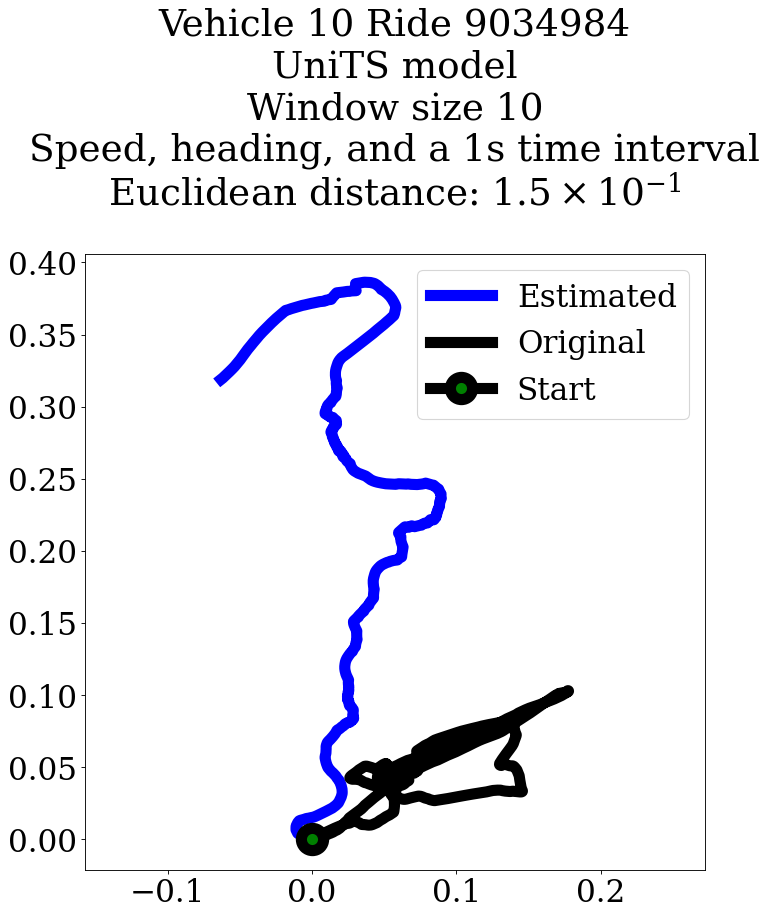 Vehicle 10 Ride 9034984
UniTS model
Window size 10
Speed, heading, and a 1s time interval
Euclidean distance: 1.5 × 10⁻¹
Estimated
Original
Start
0.40
0.35
0.30
0.25
0.20
0.15
0.10
0.05
0.00
−0.1 0.0 0.1 0.2